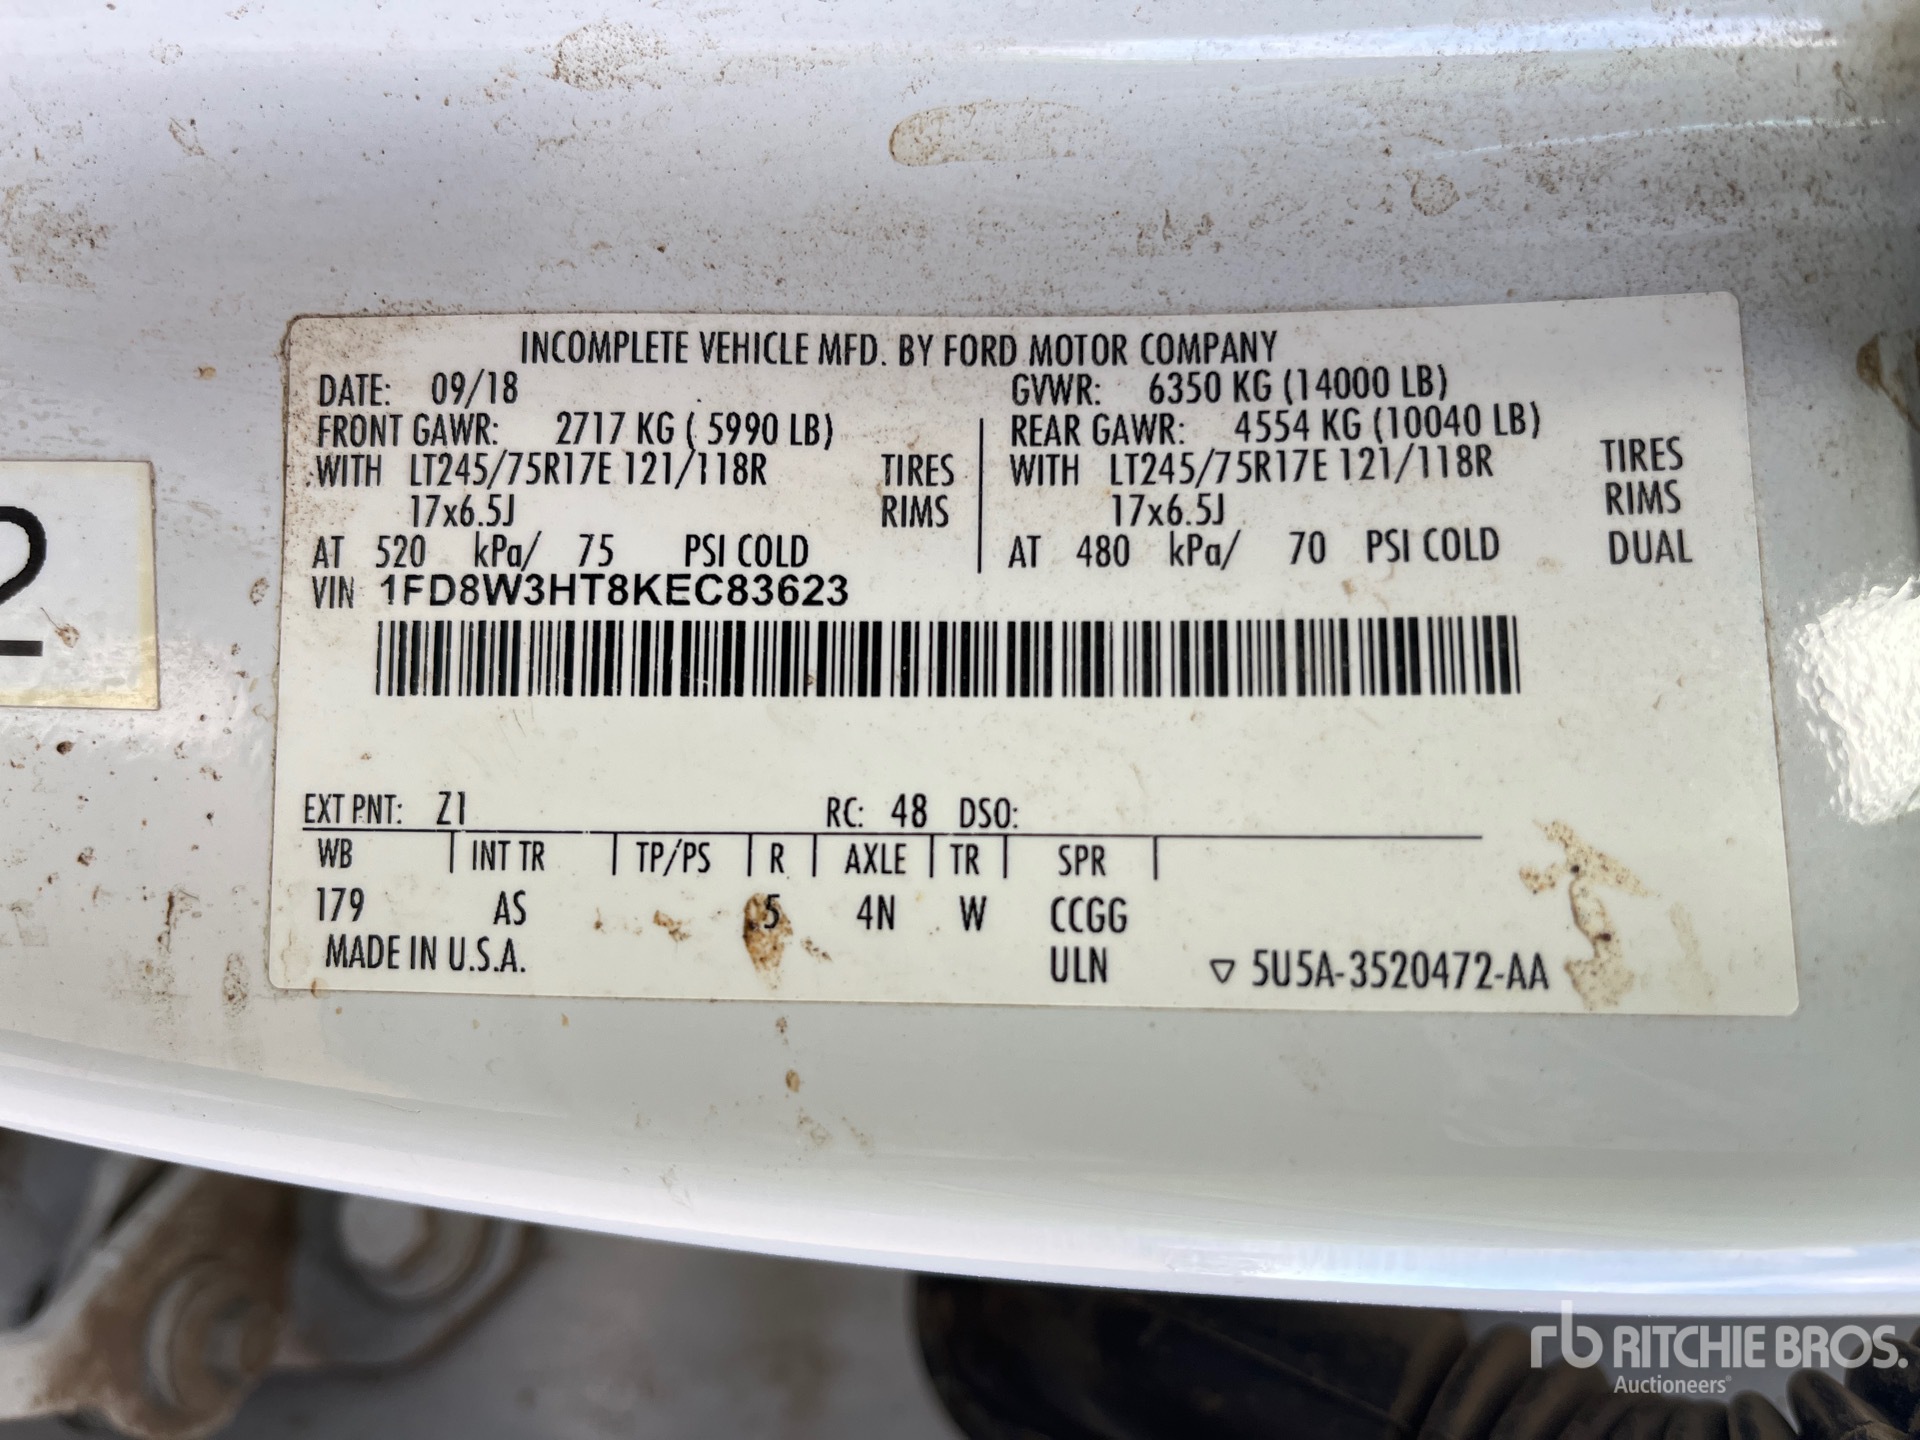 INCOMPLETE VEHICLE MFD. BY FORD MOTOR COMPANY
DATE: 09/18 GVWR: 6350 KG (14000 LB)
FRONT GAWR: 2717 KG ( 5990 LB) REAR GAWR: 4554 KG (10040 LB)
WITH LT245/75R17E 121/118R TIRES WITH LT245/75R17E 121/118R TIRES
17x6.5J RIMS 17x6.5J RIMS
AT 520 kPa/ 75 PSI COLD AT 480 kPa/ 70 PSI COLD DUAL
VIN 1FD8W3HT8KEC83623
2
EXT PNT: Z1 RC: 48 DSO:
WB INT TR TP/PS R AXLE TR SPR
179 AS 5 4N W CCGG
MADE IN U.S.A. ULN ▽ 5U5A-3520472-AA
rb RITCHIE BROS.
Auctioneers